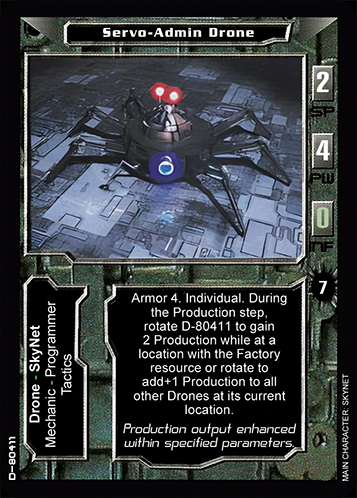 Servo-Admin Drone
2
SP
4
PW
0
NF
7
Drone - SkyNet
Mechanic - Programmer
Tactics
Armor 4. Individual. During
the Production step,
rotate D-80411 to gain
2 Production while at a
location with the Factory
resource or rotate to
add+1 Production to all
other Drones at its current
location.
Production output enhanced
within specified parameters.
D-80411
MAIN CHARACTER: SKYNET